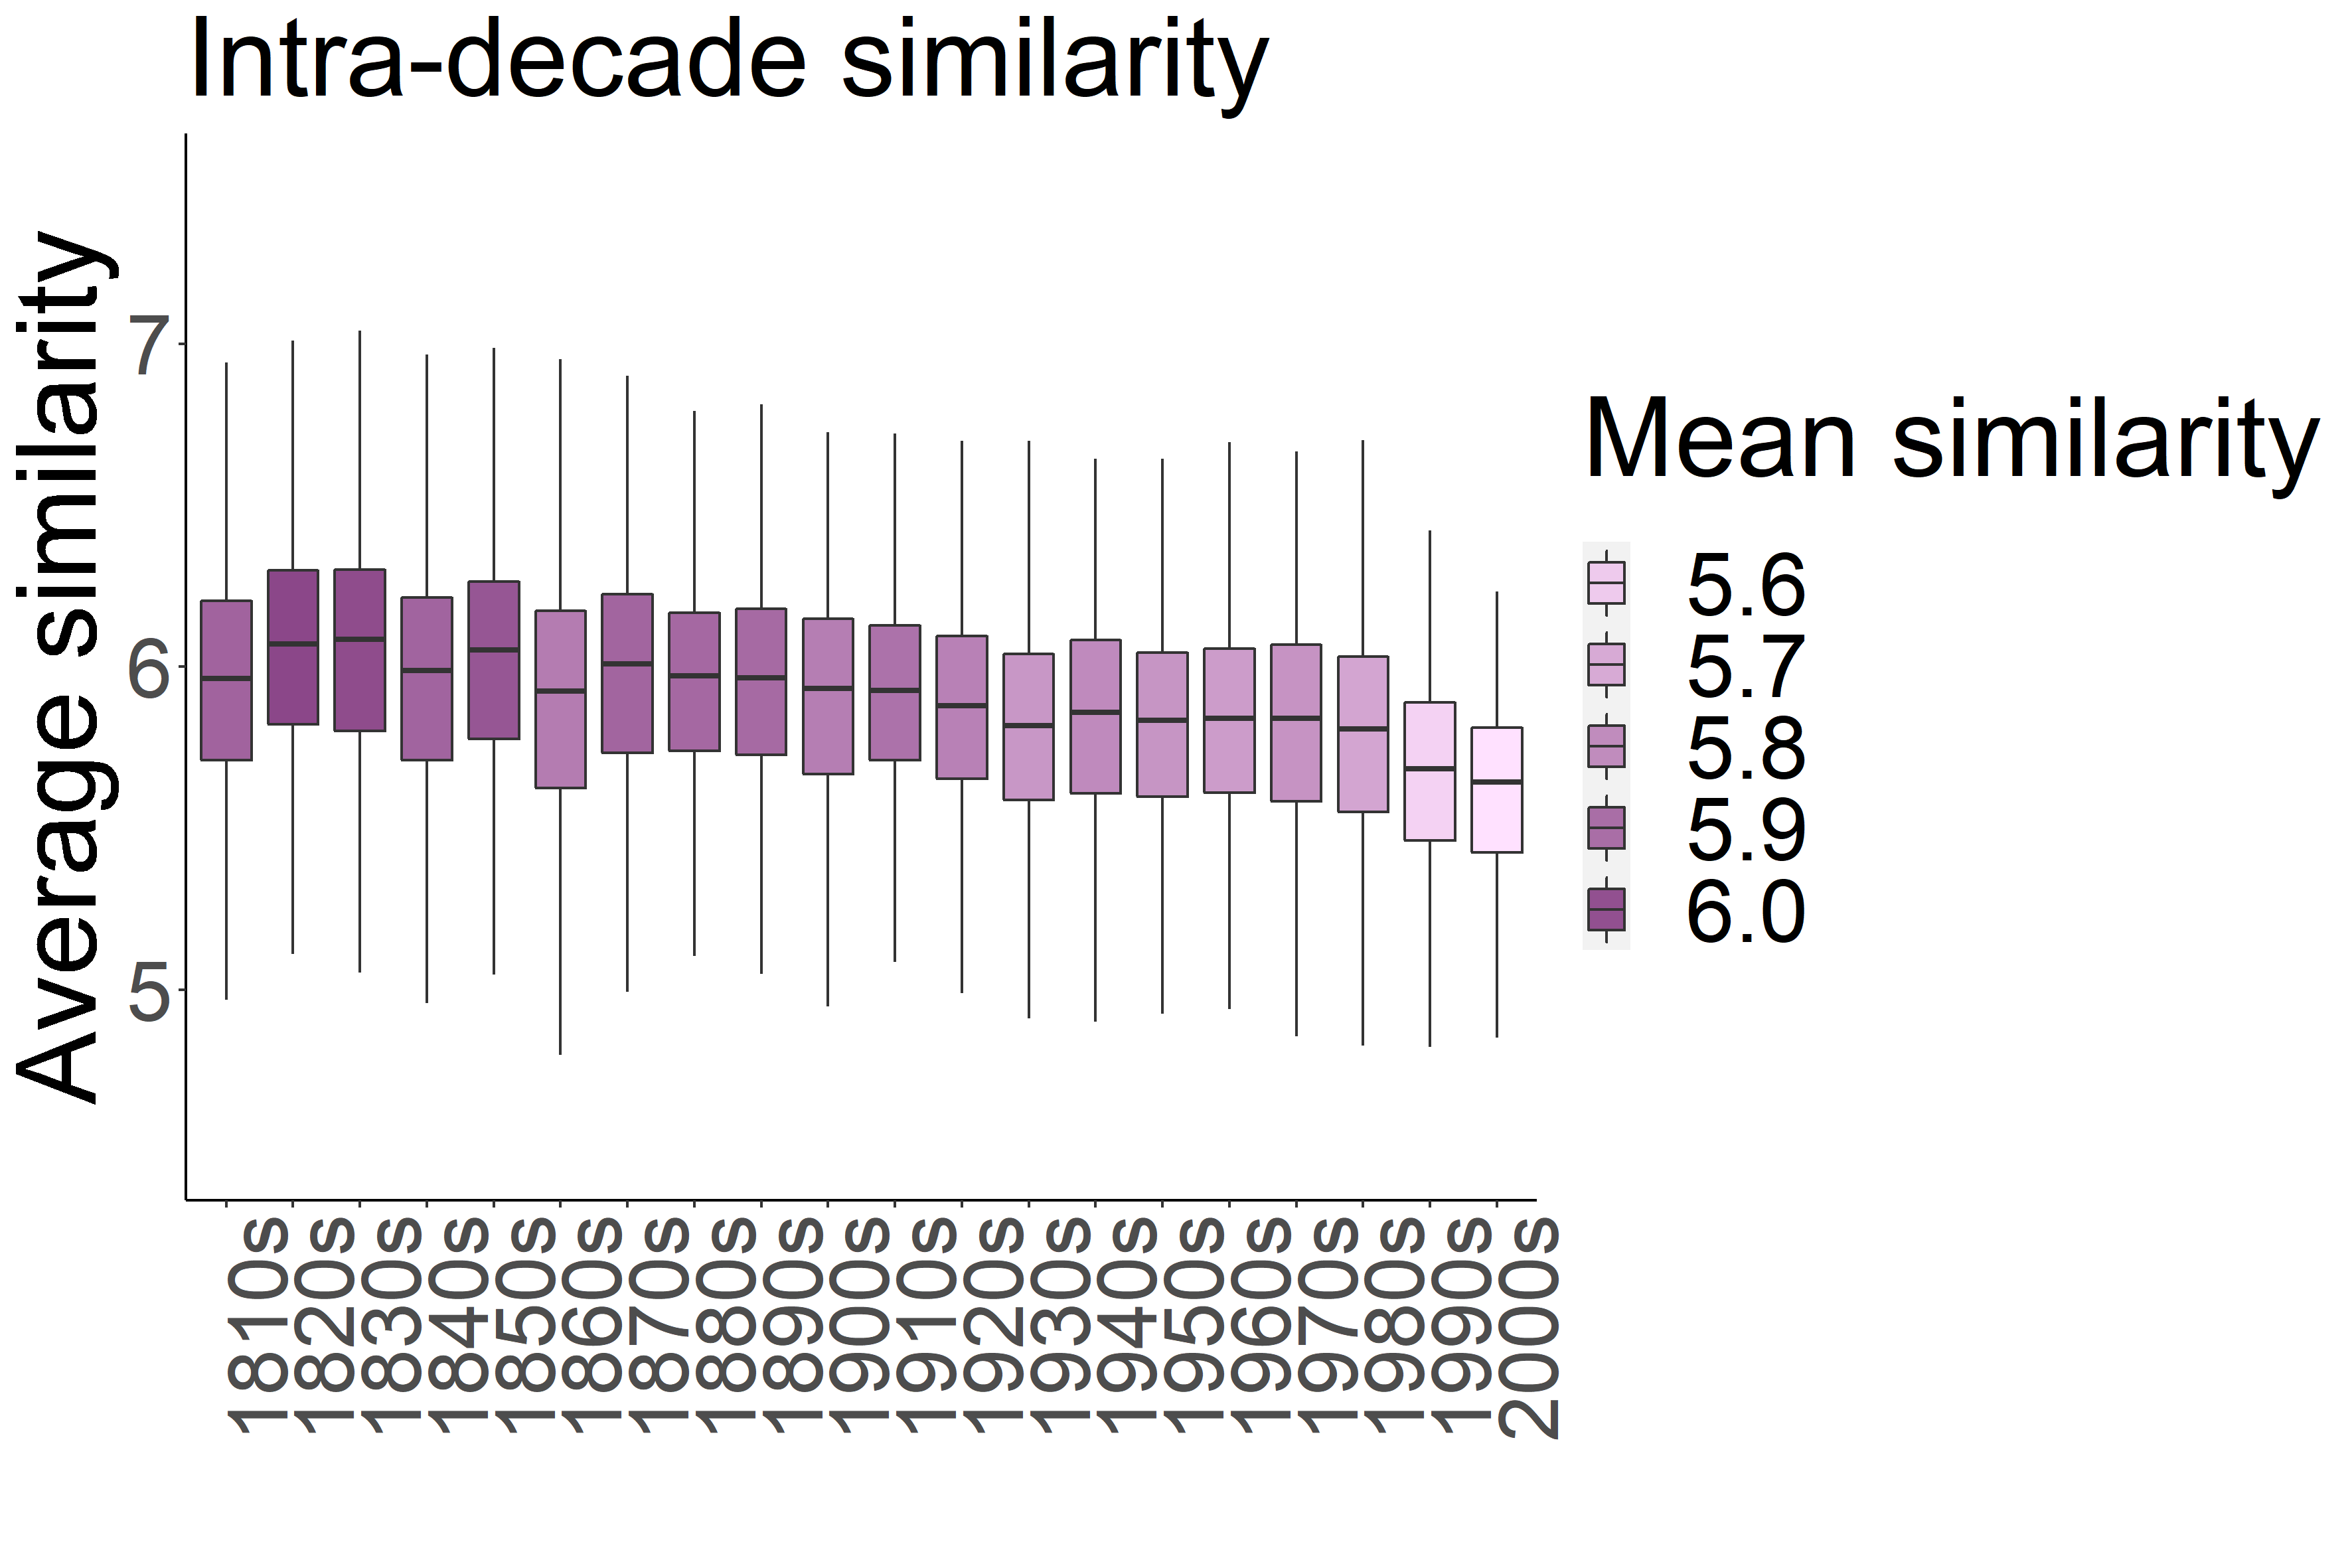 Intra-decade similarity
Average similarity
7
6
5
1810s
1820s
1830s
1840s
1850s
1860s
1870s
1880s
1890s
1900s
1910s
1920s
1930s
1940s
1950s
1960s
1970s
1980s
1990s
2000s
Mean similarity
5.6
5.7
5.8
5.9
6.0